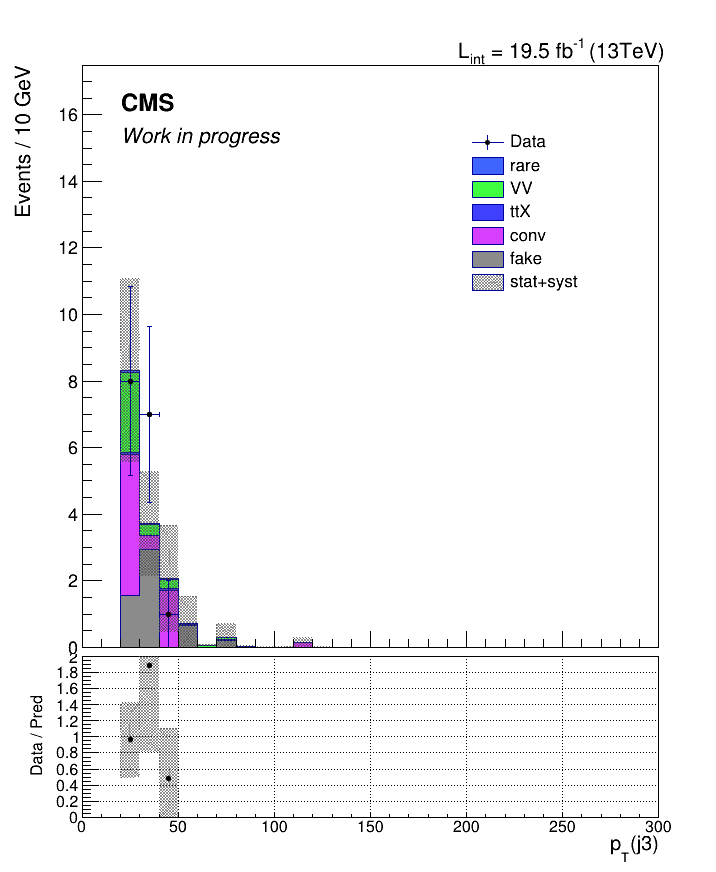 L_int = 19.5 fb^-1 (13TeV)
Events / 10 GeV
CMS
Work in progress
Data
rare
VV
ttX
conv
fake
stat+syst
16
14
12
10
8
6
4
2
0
Data / Pred
2
1.8
1.6
1.4
1.2
1
0.8
0.6
0.4
0.2
0
0 50 100 150 200 250 300
p_T(j3)